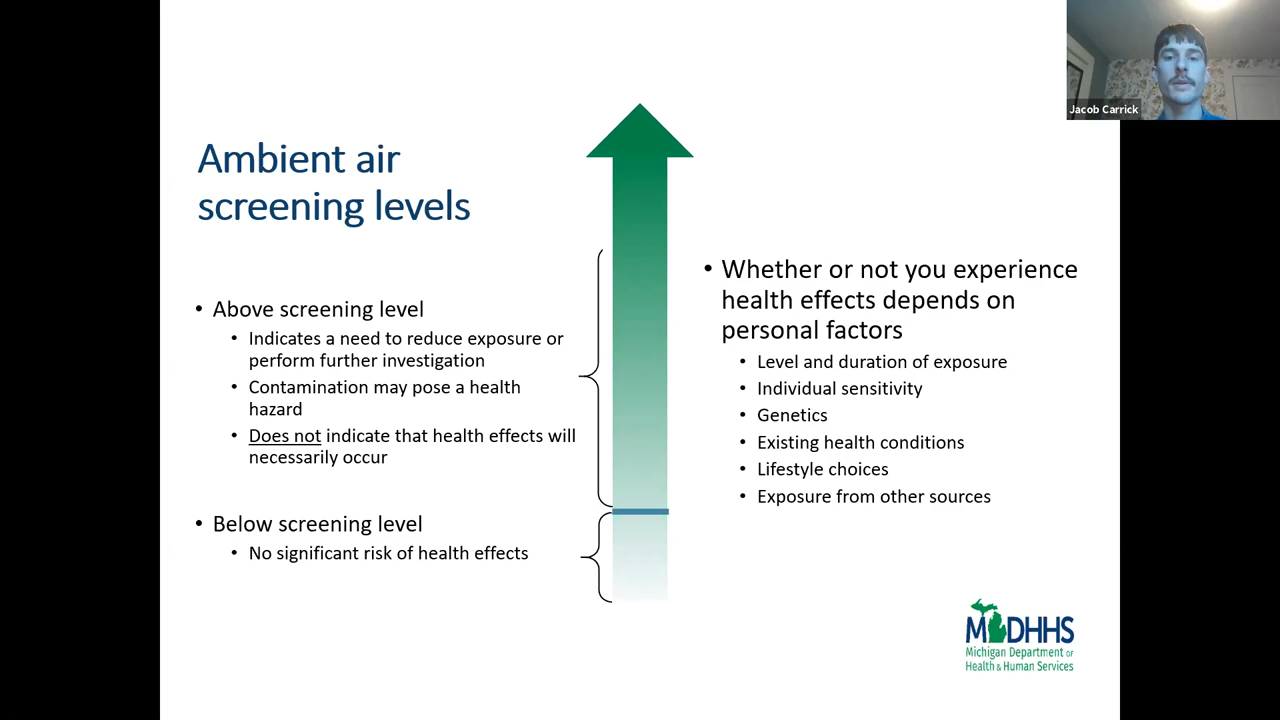 Jacob Carrick
Ambient air
screening levels
• Above screening level
• Indicates a need to reduce exposure or
perform further investigation
• Contamination may pose a health
hazard
• Does not indicate that health effects will
necessarily occur
• Below screening level
• No significant risk of health effects
• Whether or not you experience
health effects depends on
personal factors
• Level and duration of exposure
• Individual sensitivity
• Genetics
• Existing health conditions
• Lifestyle choices
• Exposure from other sources
MDHHS
Michigan Department of
Health & Human Services